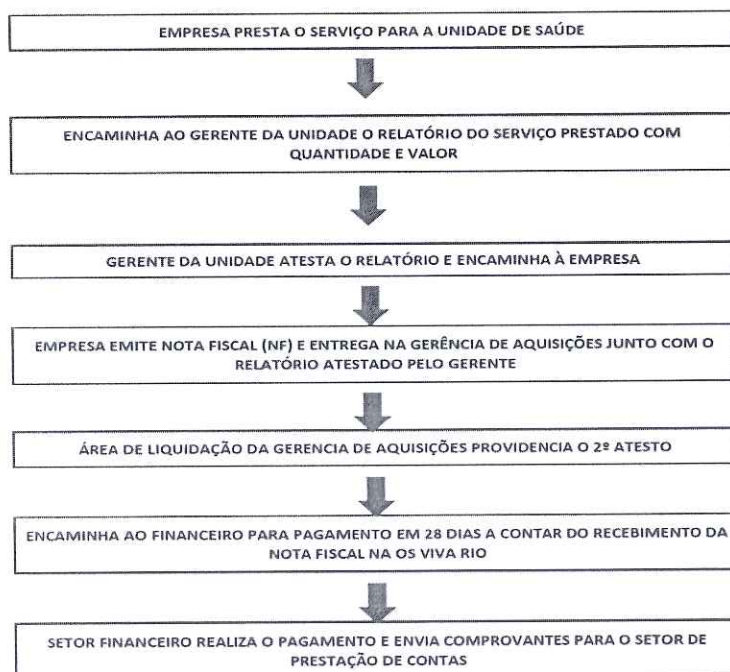 EMPRESA PRESTA O SERVIÇO PARA A UNIDADE DE SAÚDE
ENCAMINHA AO GERENTE DA UNIDADE O RELATÓRIO DO SERVIÇO PRESTADO COM
QUANTIDADE E VALOR
GERENTE DA UNIDADE ATESTA O RELATÓRIO E ENCAMINHA À EMPRESA
EMPRESA EMITE NOTA FISCAL (NF) E ENTREGA NA GERÊNCIA DE AQUISIÇÕES JUNTO COM O
RELATÓRIO ATESTADO PELO GERENTE
ÁREA DE LIQUIDAÇÃO DA GERENCIA DE AQUISIÇÕES PROVIDENCIA O 2º ATESTO
ENCAMINHA AO FINANCEIRO PARA PAGAMENTO EM 28 DIAS A CONTAR DO RECEBIMENTO DA
NOTA FISCAL NA OS VIVA RIO
SETOR FINANCEIRO REALIZA O PAGAMENTO E ENVIA COMPROVANTES PARA O SETOR DE
PRESTAÇÃO DE CONTAS